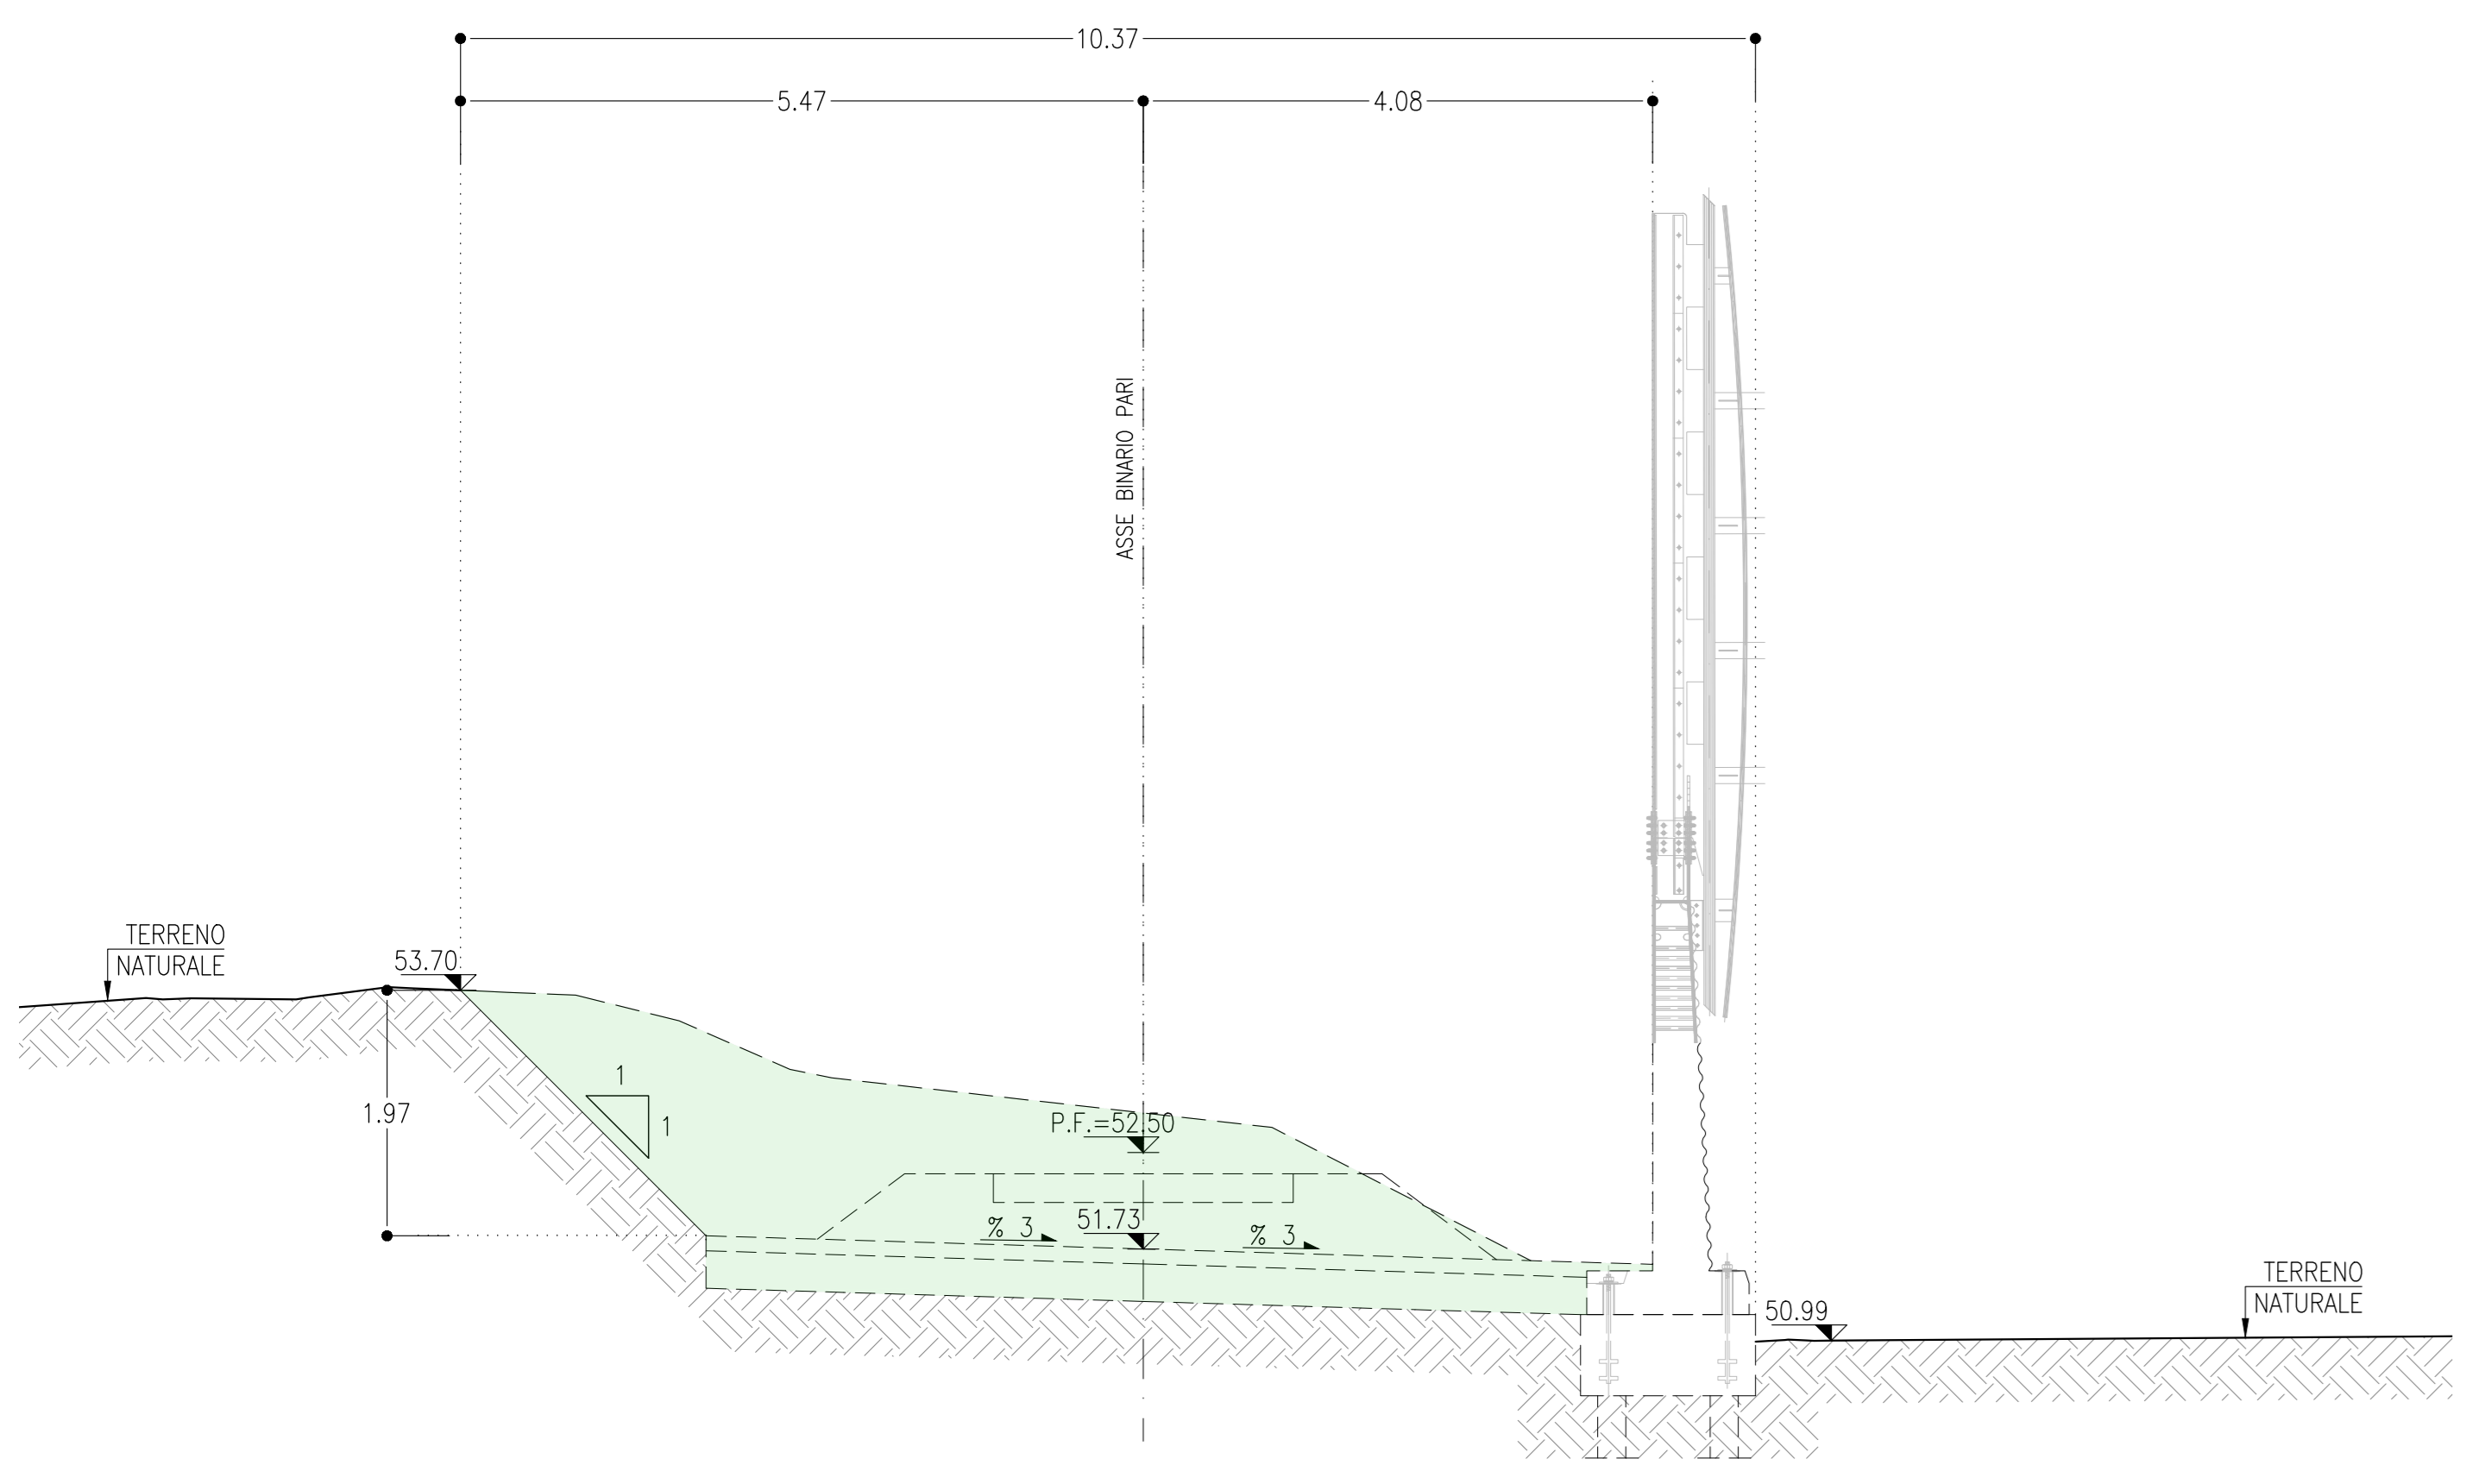 10.37
5.47
4.08
ASSE BINARIO PARI
TERRENO
NATURALE
53.70
1
1
1.97
P.F.=52.50
51.73
% 3
% 3
TERRENO
NATURALE
50.99